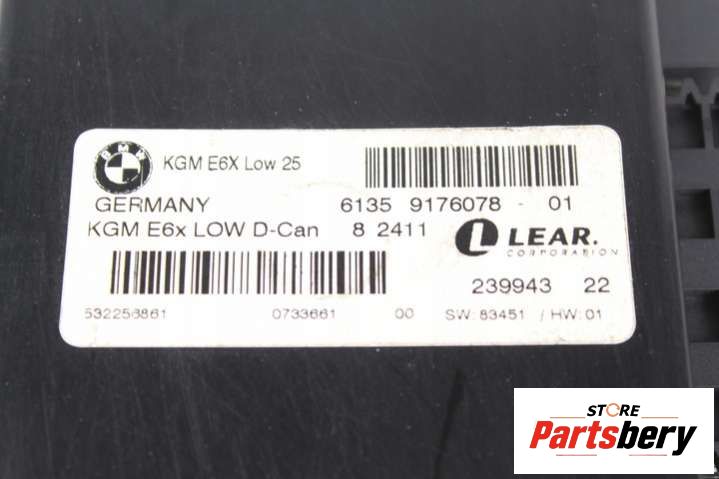 BMW
KGM E6X Low 25
GERMANY 6135 9176078 - 01
KGM E6x LOW D-Can 8 2411 LEAR.
CORPORATION
239943 22
532256861 0733661 00 SW: 83451 / HW: 01
STORE
Partsbery